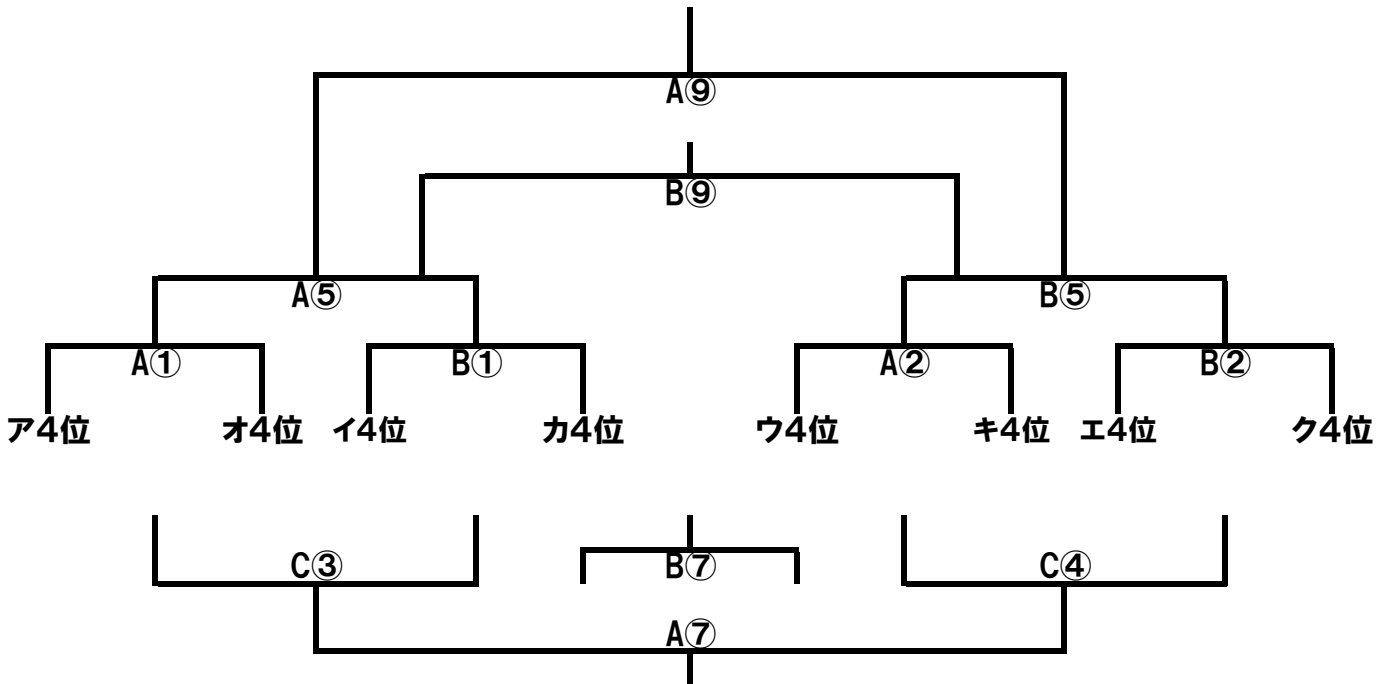 A⑨
B⑨
A⑤ B⑤
A① B① A② B②
ア4位 オ4位 イ4位 カ4位 ウ4位 キ4位 エ4位 ク4位
C③ B⑦ C④
A⑦